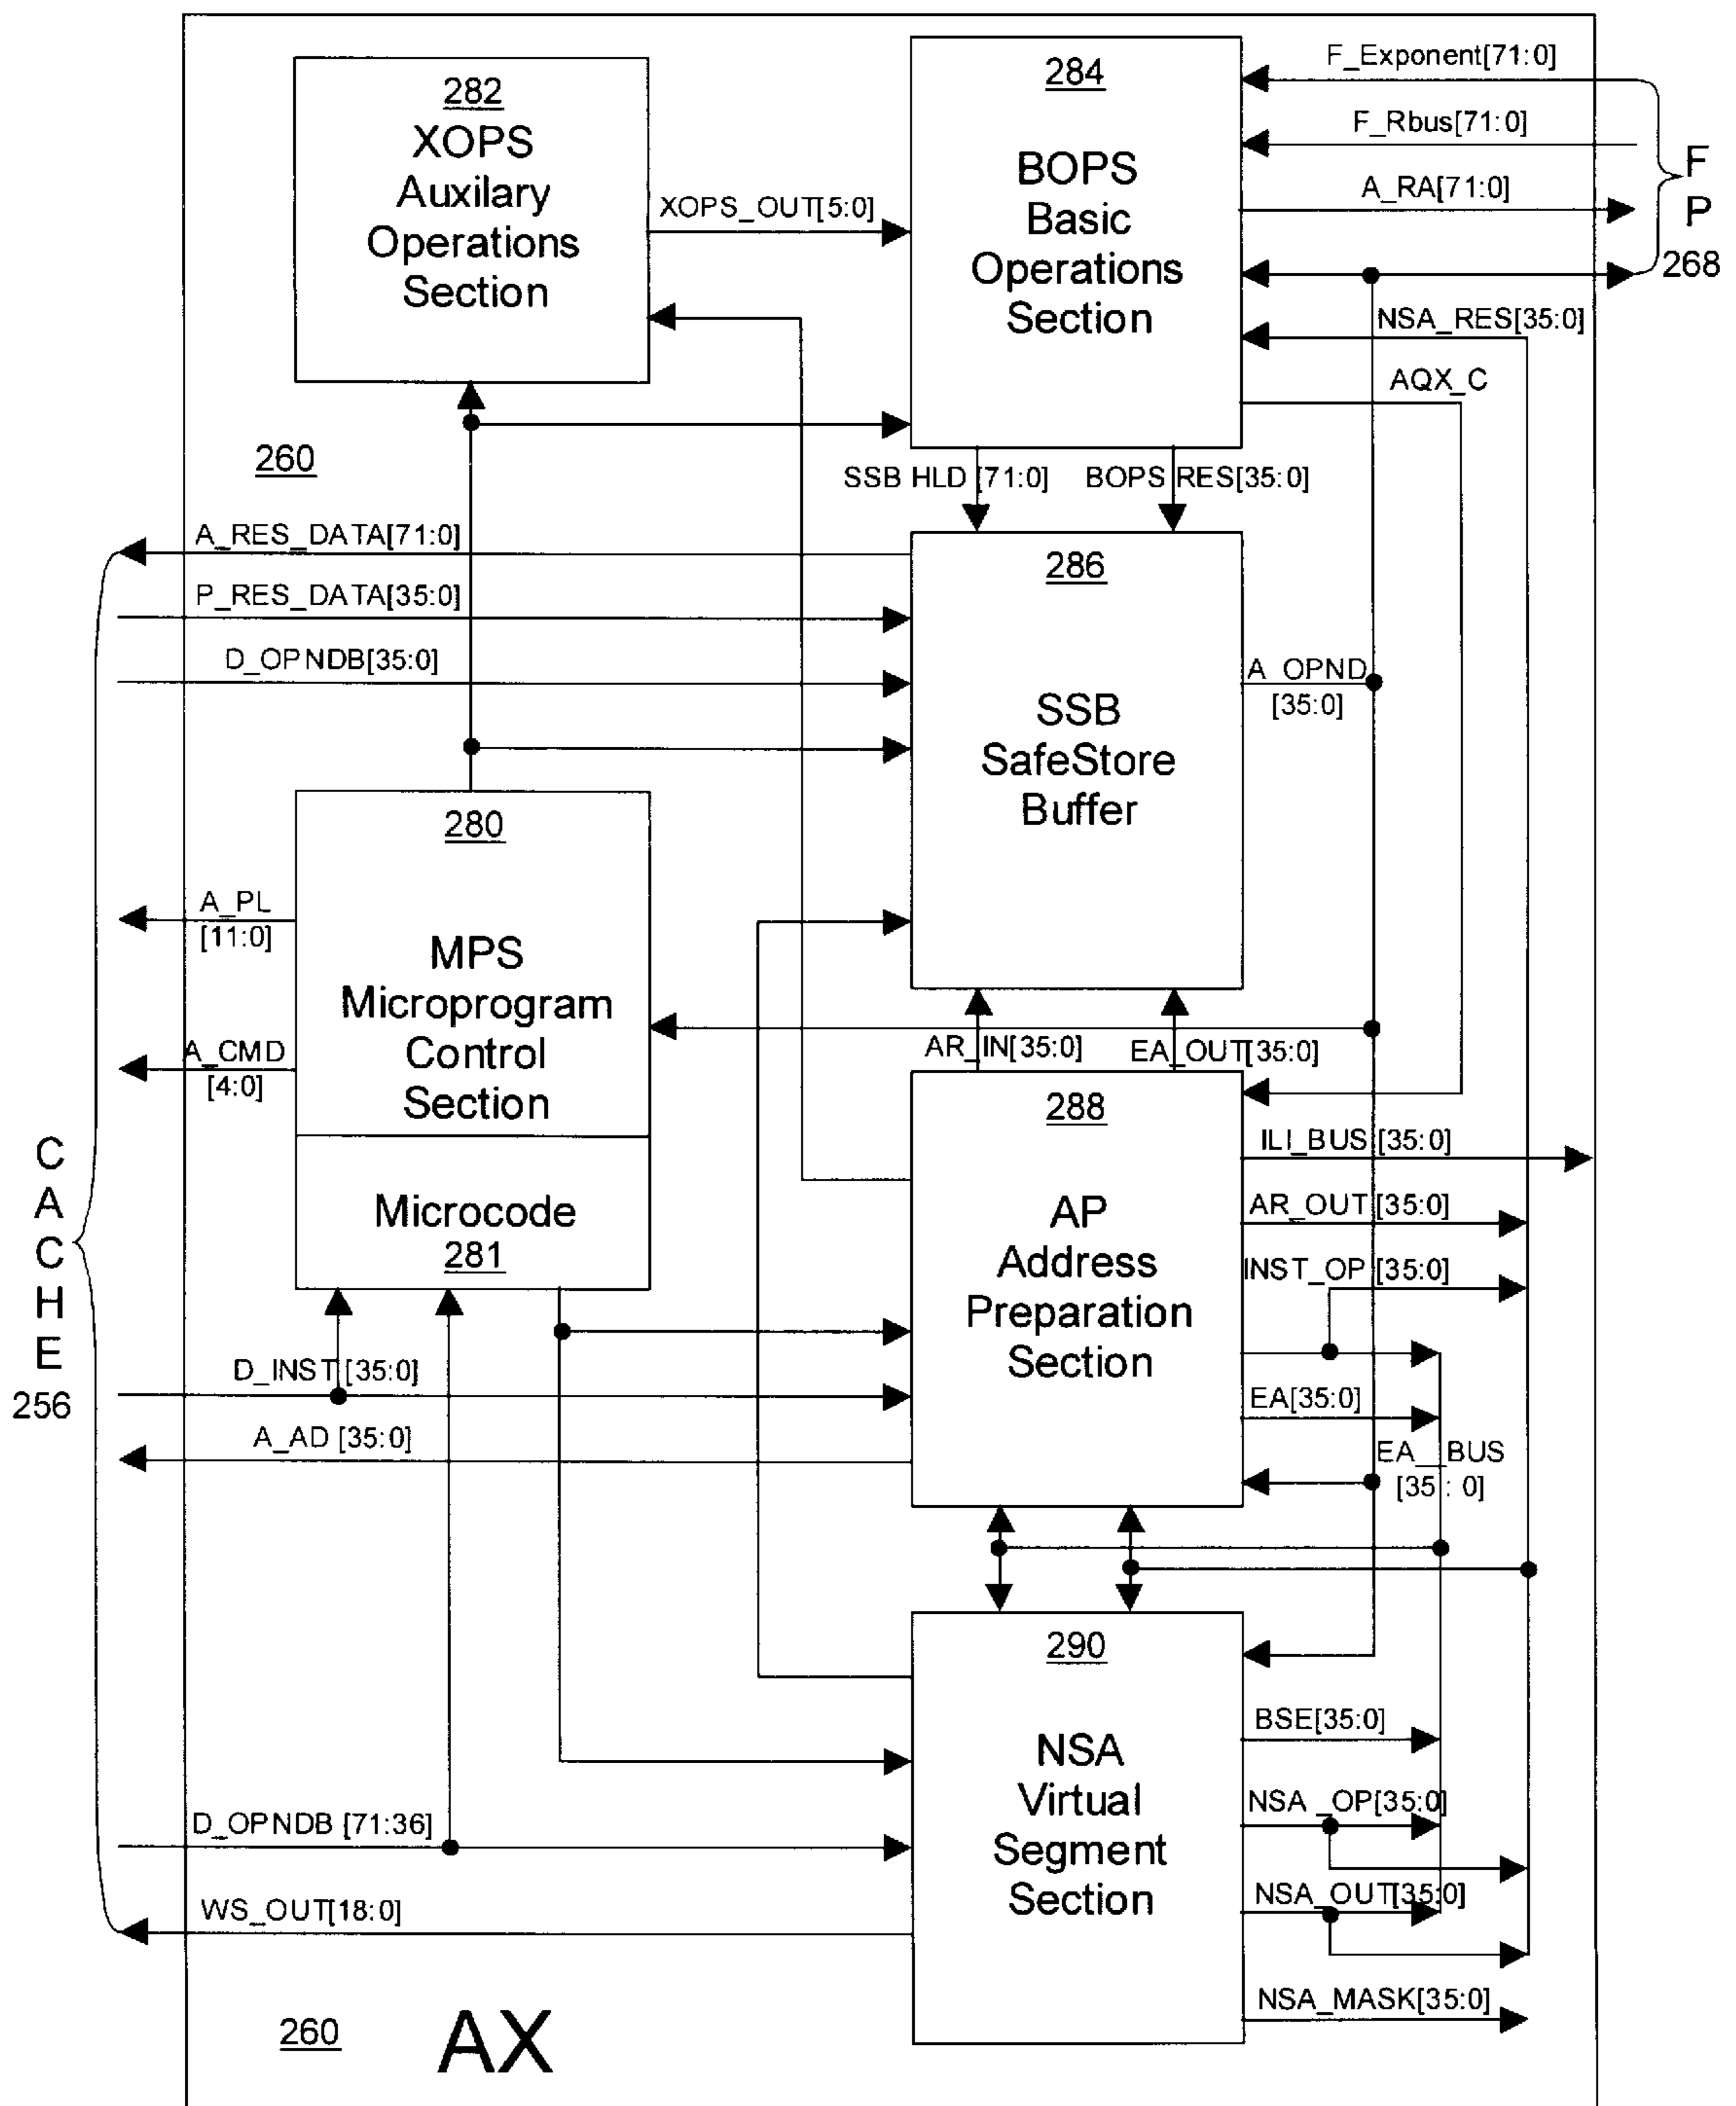 282
XOPS
Auxilary
Operations
Section
284
BOPS
Basic
Operations
Section
F_Exponent[71:0]
F_Rbus[71:0]
A_RA[71:0]
F
P
268
XOPS_OUT[5:0]
NSA_RES[35:0]
AQX_C
260
SSB HLD [71:0]
BOPS RES[35:0]
A_RES_DATA[71:0]
P_RES_DATA[35:0]
D_OPNDB[35:0]
286
SSB
SafeStore
Buffer
A_OPND
[35:0]
280
MPS
Microprogram
Control
Section
Microcode
281
A_PL
[11:0]
A_CMD
[4:0]
AR_IN[35:0]
EA_OUT[35:0]
288
AP
Address
Preparation
Section
ILI_BUS [35:0]
AR_OUT [35:0]
INST_OP [35:0]
EA[35:0]
EA_BUS
[35 : 0]
C
A
C
H
E
256
D_INST [35:0]
A_AD [35:0]
290
NSA
Virtual
Segment
Section
BSE[35:0]
NSA _OP[35:0]
NSA_OUT[35:0]
NSA_MASK[35:0]
D_OPNDB [71:36]
WS_OUT[18:0]
260
AX